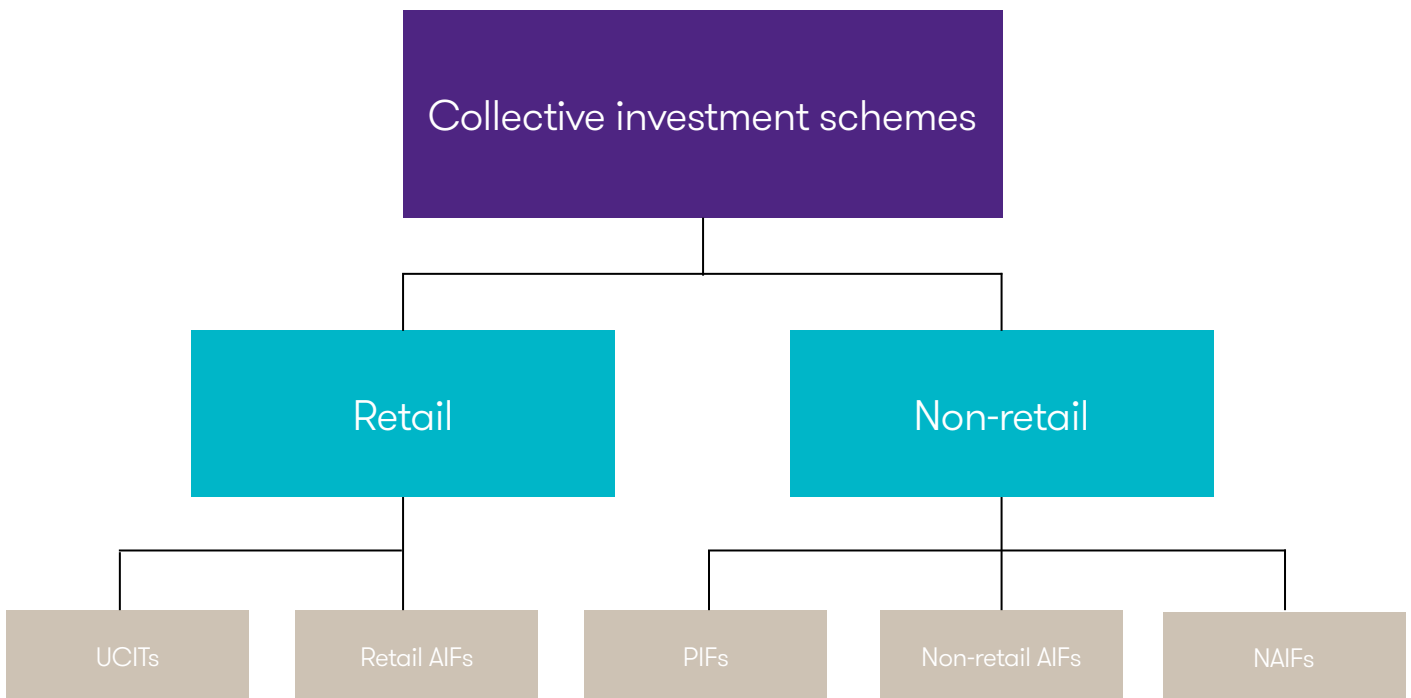 Collective investment schemes
Retail
Non-retail
UCITs
Retail AIFs
PIFs
Non-retail AIFs
NAIFs